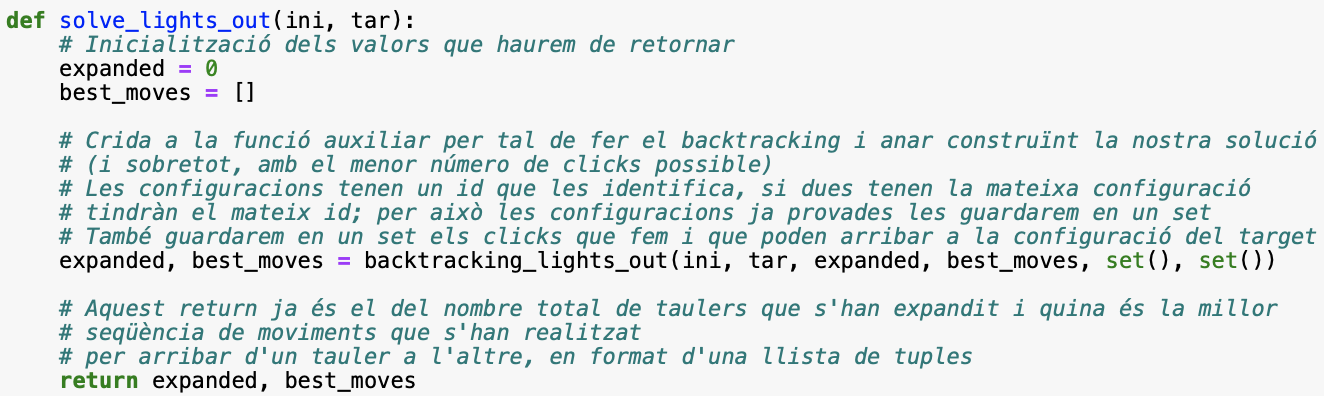 def solve_lights_out(ini, tar):
    # Inicialització dels valors que haurem de retornar
    expanded = 0
    best_moves = []

    # Crida a la funció auxiliar per tal de fer el backtracking i anar construïnt la nostra solució
    # (i sobretot, amb el menor número de clicks possible)
    # Les configuracions tenen un id que les identifica, si dues tenen la mateixa configuració
    # tindràn el mateix id; per això les configuracions ja provades les guardarem en un set
    # També guardarem en un set els clicks que fem i que poden arribar a la configuració del target
    expanded, best_moves = backtracking_lights_out(ini, tar, expanded, best_moves, set(), set())

    # Aquest return ja és el del nombre total de taulers que s'han expandit i quina és la millor
    # seqüència de moviments que s'han realitzat
    # per arribar d'un tauler a l'altre, en format d'una llista de tuples
    return expanded, best_moves